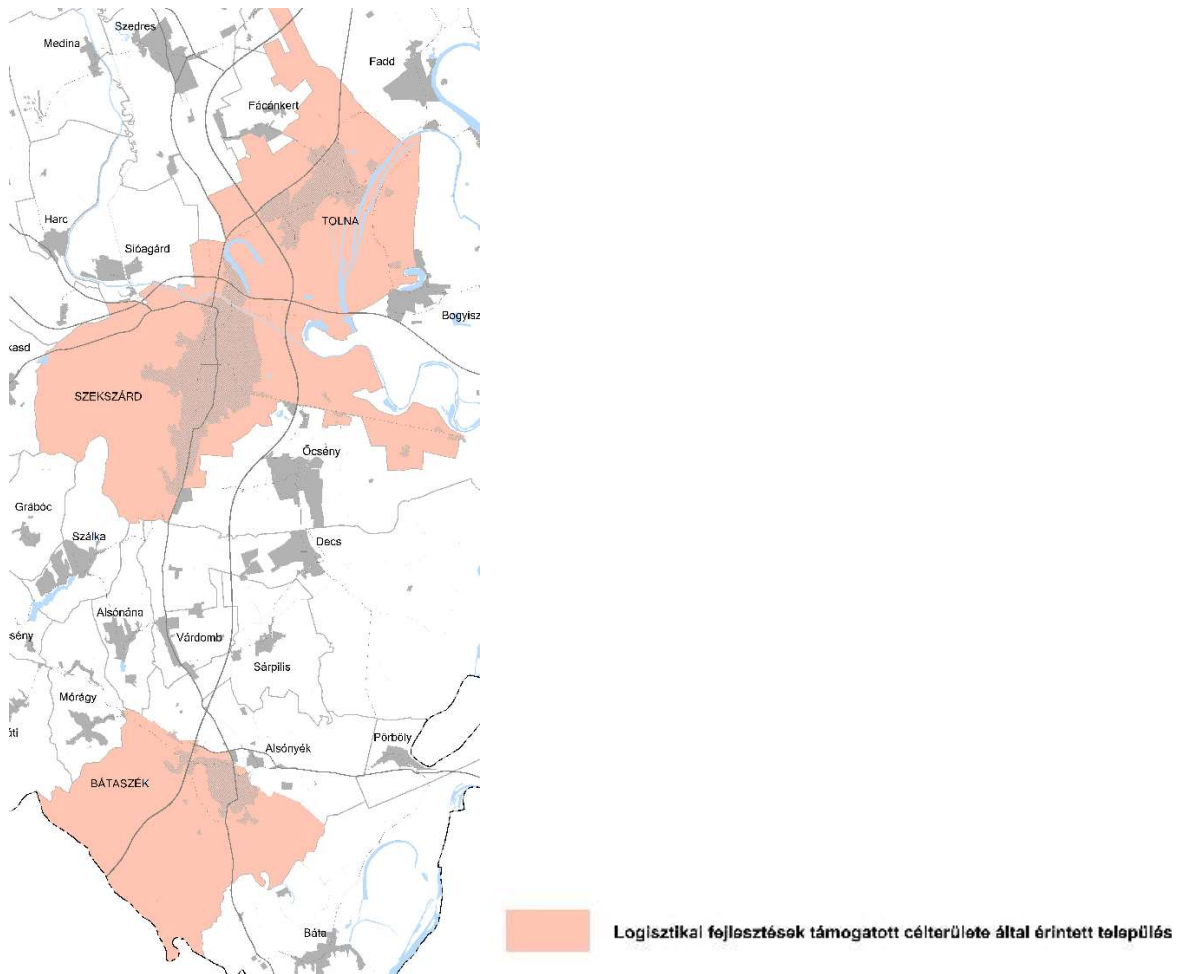 Szedres
Medina
Fadd
Fácánkert
TOLNA
Harc
Sióagárd
Bogyisz
kasd
SZEKSZÁRD
Őcsény
Grábóc
Szálka
Decs
Alsónána
sény
Várdomb
Sárpilis
Mórágy
áti
Alsónyék
Pörböly
BÁTASZÉK
Báta
Logisztikai fejlesztések támogatott célterülete által érintett település